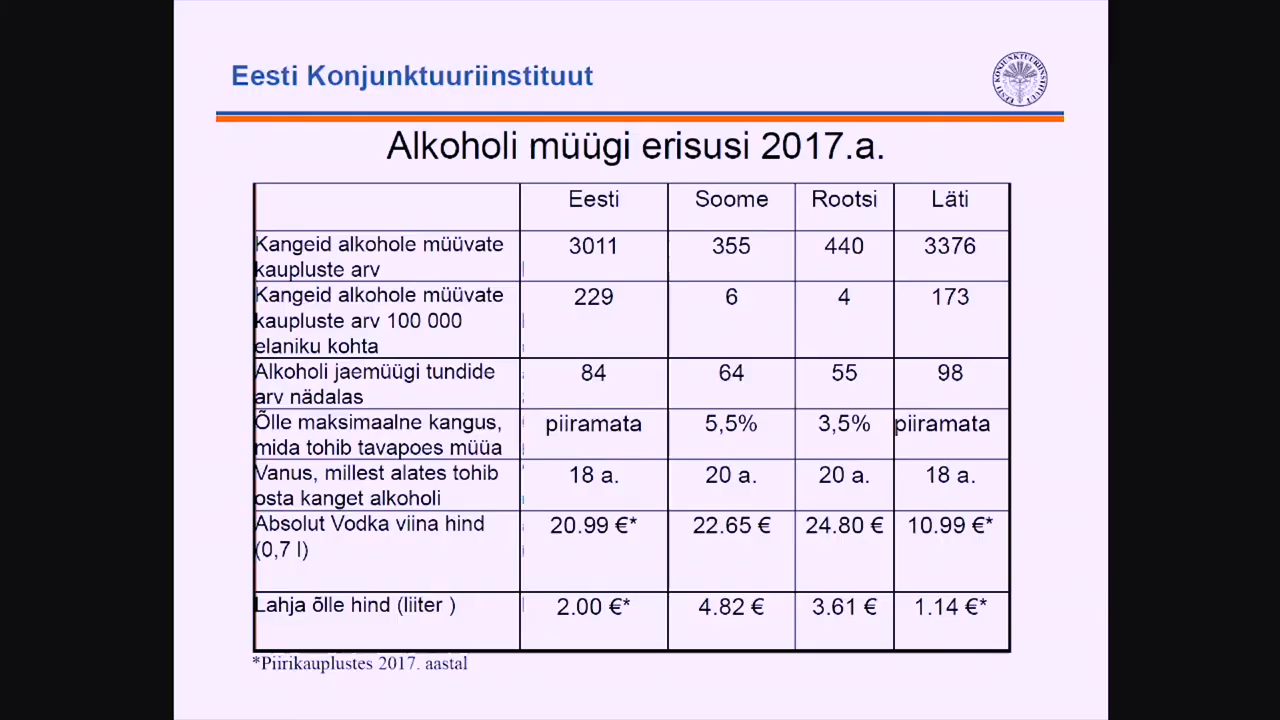 Eesti Konjunktuuriinstituut
EESTI KONJUNKTUURIINSTITUUT
Alkoholi müügi erisusi 2017.a.
Eesti Soome Rootsi Läti
Kangeid alkohole müüvate
kaupluste arv
3011 355 440 3376
Kangeid alkohole müüvate
kaupluste arv 100 000
elaniku kohta
229 6 4 173
Alkoholi jaemüügi tundide
arv nädalas
84 64 55 98
Õlle maksimaalne kangus,
mida tohib tavapoes müüa
piiramata 5,5% 3,5% piiramata
Vanus, millest alates tohib
osta kanget alkoholi
18 a. 20 a. 20 a. 18 a.
Absolut Vodka viina hind
(0,7 l)
20.99 €* 22.65 € 24.80 € 10.99 €*
Lahja õlle hind (liiter )
2.00 €* 4.82 € 3.61 € 1.14 €*
*Piirikauplustes 2017. aastal